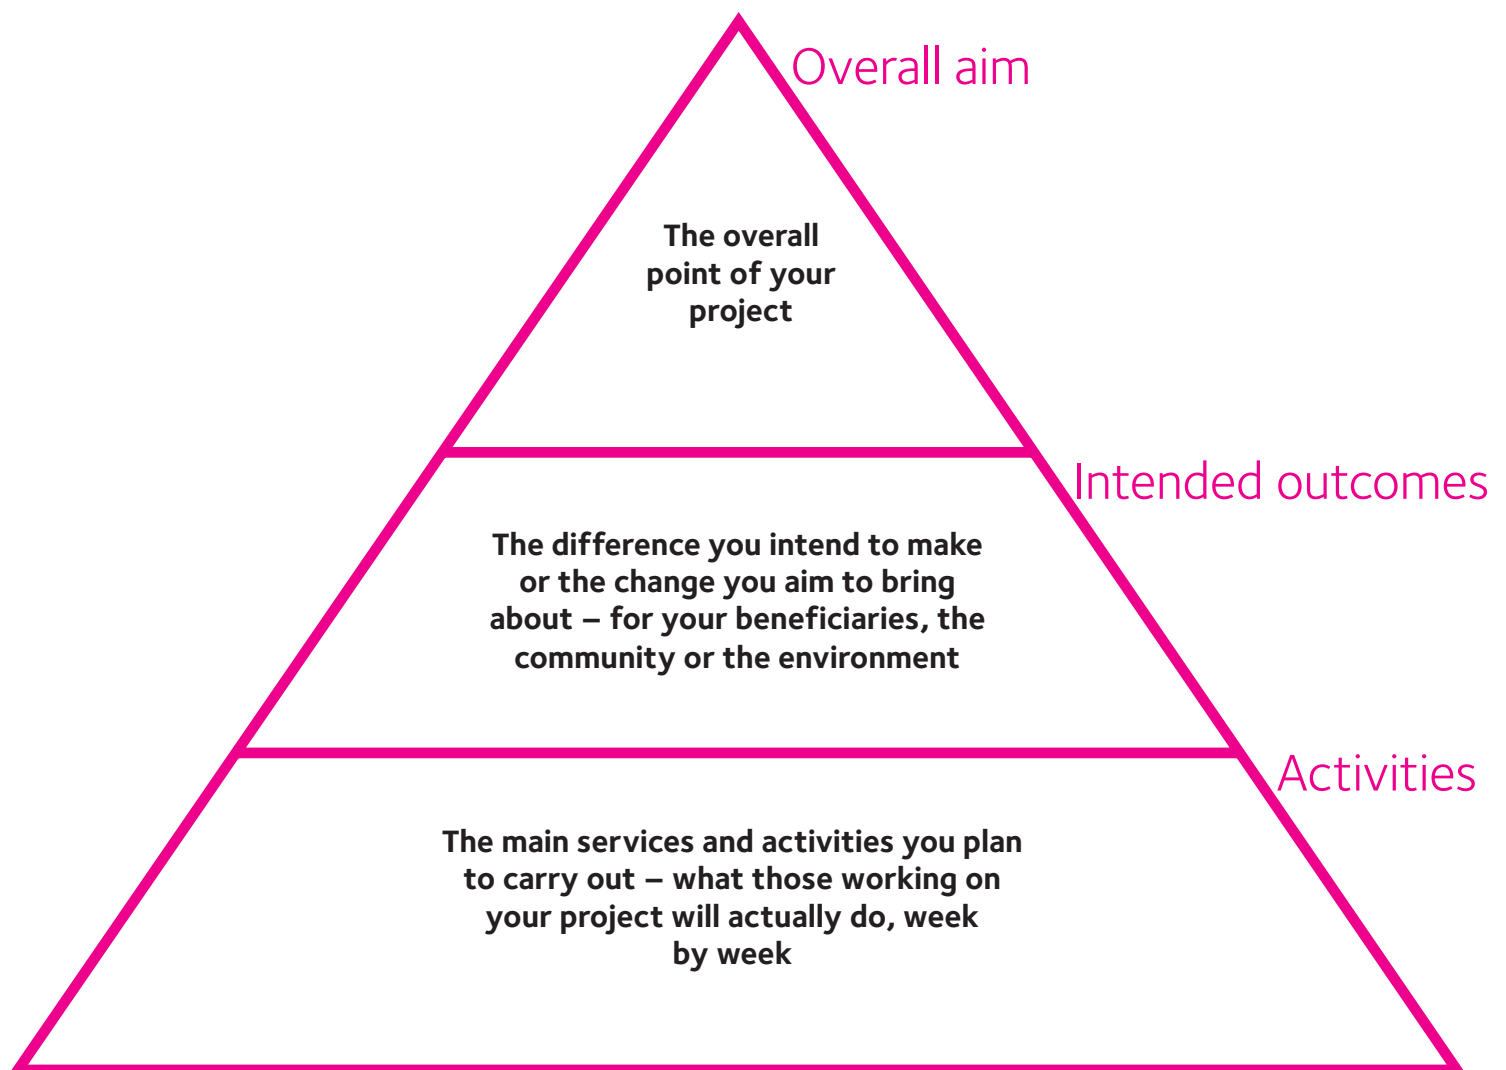 Overall aim
The overall
point of your
project
Intended outcomes
The difference you intend to make
or the change you aim to bring
about – for your beneficiaries, the
community or the environment
Activities
The main services and activities you plan
to carry out – what those working on
your project will actually do, week
by week